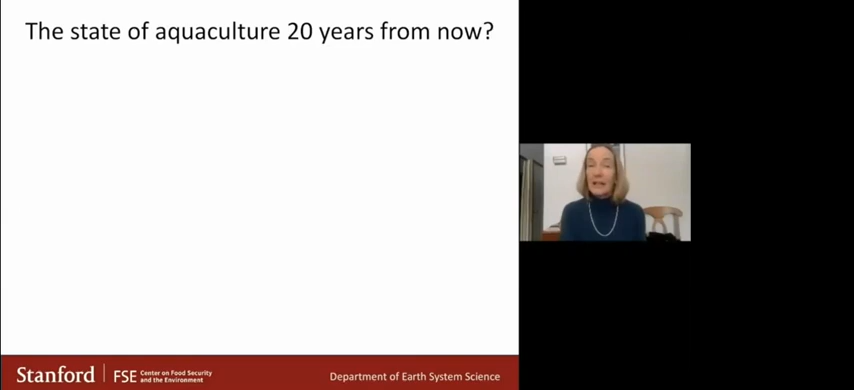 The state of aquaculture 20 years from now?
Stanford
FSE
Center on Food Security
and the Environment
Department of Earth System Science